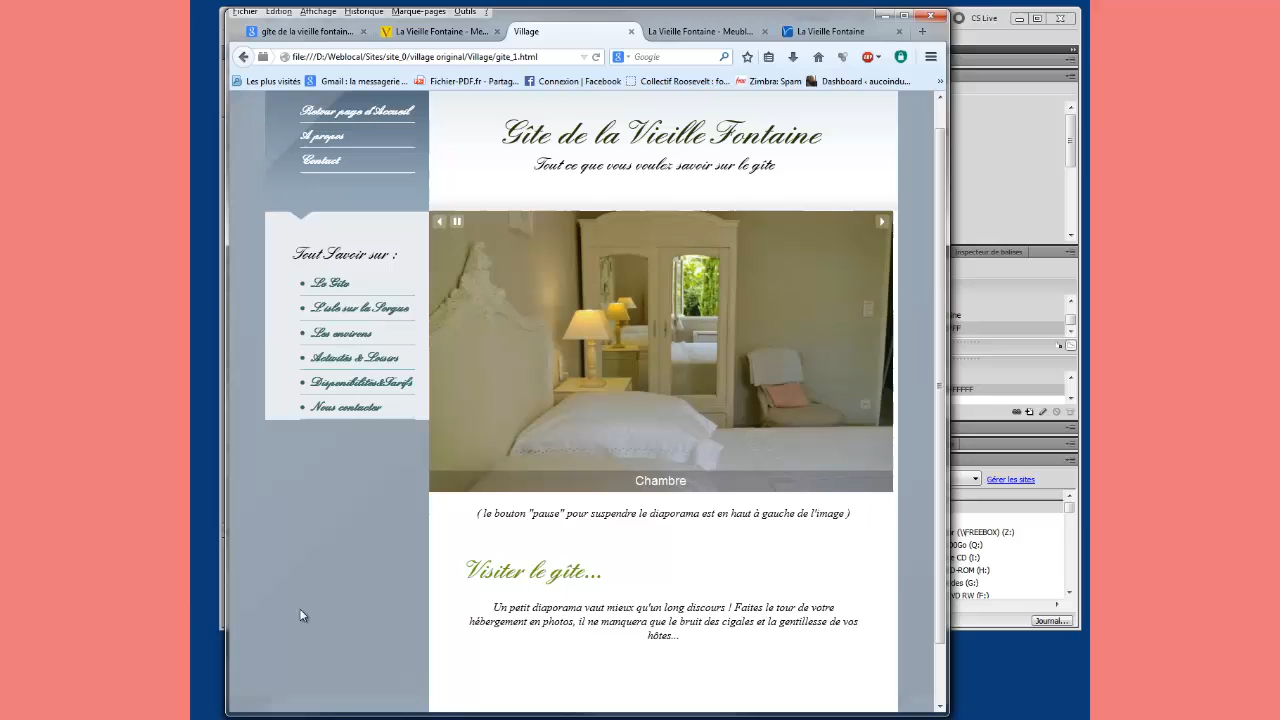 Fichier Edition Affichage Historique Marque-pages Outils ?
CS Live
gîte de la vieille fontain...
La Vieille Fontaine - Me...
Village
La Vieille Fontaine - Meubl...
La Vieille Fontaine
file:///D:/Weblocal/Sites/site_0/village original/Village/gite_1.html
Google
Les plus visités
Gmail : la messagerie ...
Fichier-PDF.fr - Partag...
Connexion | Facebook
Collectif Roosevelt : fo...
Zimbra: Spam
Dashboard ‹ aucoindu...
Retour page d'Accueil
A propos
Contact
Gîte de la Vieille Fontaine
Tout ce que vous voulez savoir sur le gîte
Tout Savoir sur :
Le Gîte
L'isle sur la Sorgue
Les environs
Activités & Loisirs
Disponibilités&Tarifs
Nous contacter
Chambre
( le bouton "pause" pour suspendre le diaporama est en haut à gauche de l'image )
Visiter le gîte...
Un petit diaporama vaut mieux qu'un long discours ! Faites le tour de votre
hébergement en photos, il ne manquera que le bruit des cigales et la gentillesse de vos
hôtes...
Inspecteur de balises
Gérer les sites
(\\FREEBOX) (Z:)
(Q:)
CD (I:)
(H:)
(G:)
RW (F:)
Journal...